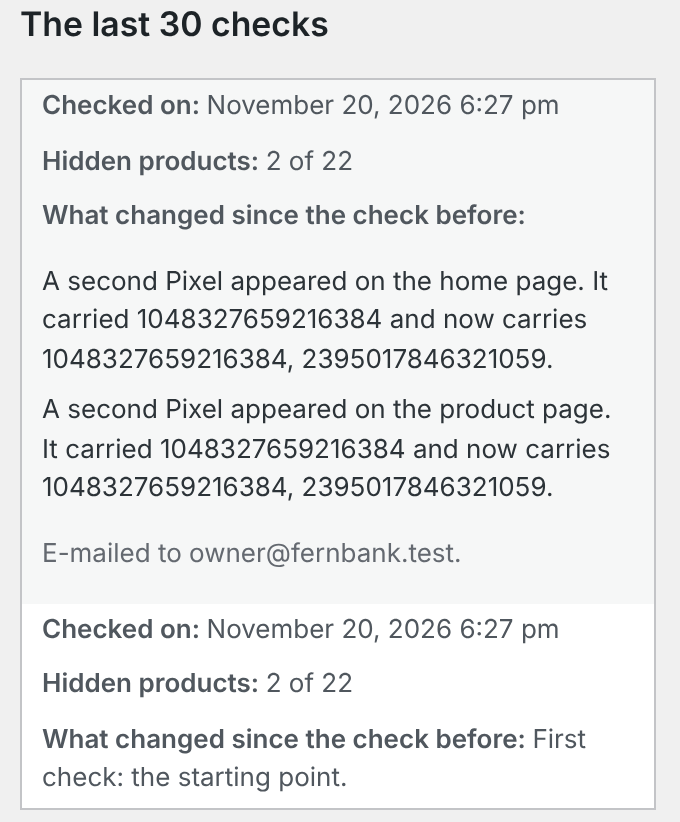 The last 30 checks
Checked on: November 20, 2026 6:27 pm
Hidden products: 2 of 22
What changed since the check before:
A second Pixel appeared on the home page. It
carried 1048327659216384 and now carries
1048327659216384, 2395017846321059.
A second Pixel appeared on the product page.
It carried 1048327659216384 and now carries
1048327659216384, 2395017846321059.
E-mailed to owner@fernbank.test.
Checked on: November 20, 2026 6:27 pm
Hidden products: 2 of 22
What changed since the check before: First
check: the starting point.